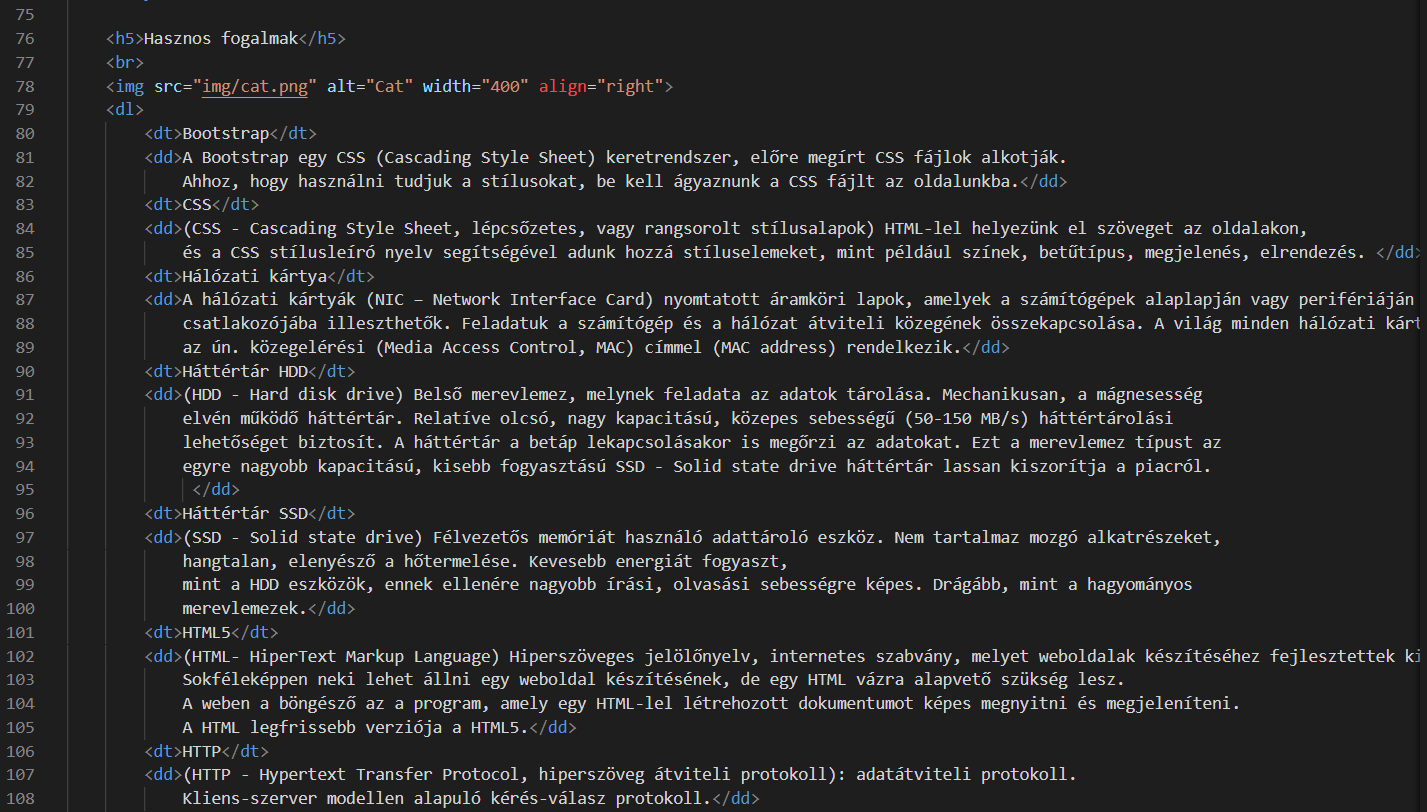 75
76 <h5>Hasznos fogalmak</h5>
77 <br>
78 <img src="img/cat.png" alt="Cat" width="400" align="right">
79 <dl>
80 <dt>Bootstrap</dt>
81 <dd>A Bootstrap egy CSS (Cascading Style Sheet) keretrendszer, előre megírt CSS fájlok alkotják.
82 Ahhoz, hogy használni tudjuk a stílusokat, be kell ágyaznunk a CSS fájlt az oldalunkba.</dd>
83 <dt>CSS</dt>
84 <dd>(CSS - Cascading Style Sheet, lépcsőzetes, vagy rangsorolt stílusalapok) HTML-lel helyezünk el szöveget az oldalakon,
85 és a CSS stílusleíró nyelv segítségével adunk hozzá stíluselemeket, mint például színek, betűtípus, megjelenés, elrendezés. </dd>
86 <dt>Hálózati kártya</dt>
87 <dd>A hálózati kártyák (NIC – Network Interface Card) nyomtatott áramköri lapok, amelyek a számítógépek alaplapján vagy perifériáján
88 csatlakozójába illeszthetők. Feladatuk a számítógép és a hálózat átviteli közegének összekapcsolása. A világ minden hálózati kárt
89 az ún. közegelérési (Media Access Control, MAC) címmel (MAC address) rendelkezik.</dd>
90 <dt>Háttértár HDD</dt>
91 <dd>(HDD - Hard disk drive) Belső merevlemez, melynek feladata az adatok tárolása. Mechanikusan, a mágnesesség
92 elvén működő háttértár. Relatíve olcsó, nagy kapacitású, közepes sebességű (50-150 MB/s) háttértárolási
93 lehetőséget biztosít. A háttértár a betáp lekapcsolásakor is megőrzi az adatokat. Ezt a merevlemez típust az
94 egyre nagyobb kapacitású, kisebb fogyasztású SSD - Solid state drive háttértár lassan kiszorítja a piacról.
95 </dd>
96 <dt>Háttértár SSD</dt>
97 <dd>(SSD - Solid state drive) Félvezetős memóriát használó adattároló eszköz. Nem tartalmaz mozgó alkatrészeket,
98 hangtalan, elenyésző a hőtermelése. Kevesebb energiát fogyaszt,
99 mint a HDD eszközök, ennek ellenére nagyobb írási, olvasási sebességre képes. Drágább, mint a hagyományos
100 merevlemezek.</dd>
101 <dt>HTML5</dt>
102 <dd>(HTML- HiperText Markup Language) Hiperszöveges jelölőnyelv, internetes szabvány, melyet weboldalak készítéséhez fejlesztettek ki
103 Sokféleképpen neki lehet állni egy weboldal készítésének, de egy HTML vázra alapvető szükség lesz.
104 A weben a böngésző az a program, amely egy HTML-lel létrehozott dokumentumot képes megnyitni és megjeleníteni.
105 A HTML legfrissebb verziója a HTML5.</dd>
106 <dt>HTTP</dt>
107 <dd>(HTTP - Hypertext Transfer Protocol, hiperszöveg átviteli protokoll): adatátviteli protokoll.
108 Kliens-szerver modellen alapuló kérés-válasz protokoll.</dd>